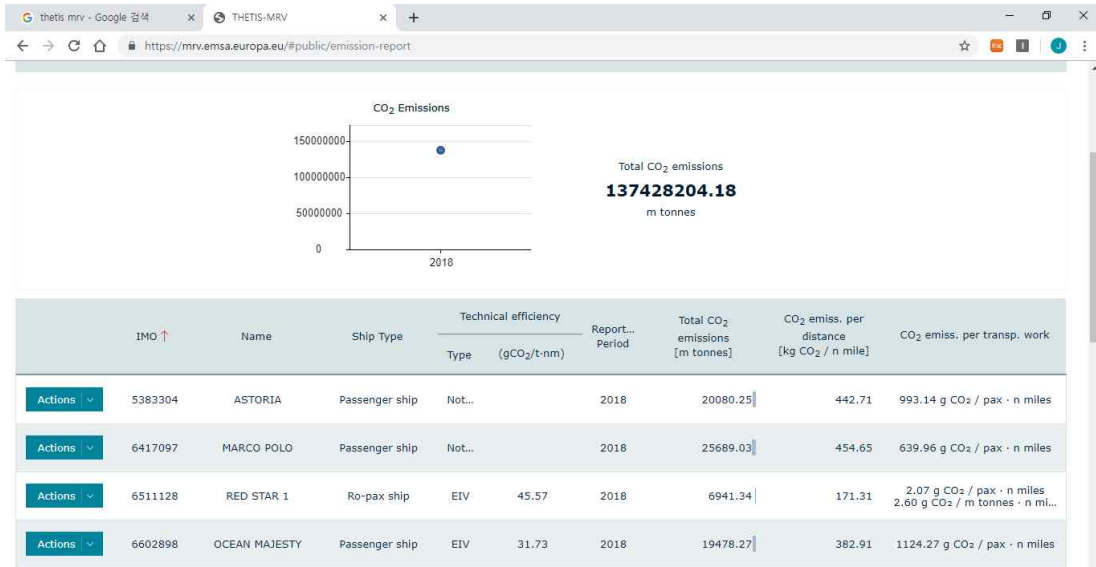 thetis mrv - Google 검색
THETIS-MRV
https://mrv.emsa.europa.eu/#public/emission-report
CO₂ Emissions
150000000
100000000
50000000
0
2018
Total CO₂ emissions
137428204.18
m tonnes
IMO ↑ Name Ship Type Technical efficiency Report... Period Total CO₂ emissions [m tonnes] CO₂ emiss. per distance [kg CO₂ / n mile] CO₂ emiss. per transp. work
Type (gCO₂/t·nm)
Actions 5383304 ASTORIA Passenger ship Not... 2018 20080.25 442.71 993.14 g CO₂ / pax · n miles
Actions 6417097 MARCO POLO Passenger ship Not... 2018 25689.03 454.65 639.96 g CO₂ / pax · n miles
Actions 6511128 RED STAR 1 Ro-pax ship EIV 45.57 2018 6941.34 171.31 2.07 g CO₂ / pax · n miles
2.60 g CO₂ / m tonnes · n mi...
Actions 6602898 OCEAN MAJESTY Passenger ship EIV 31.73 2018 19478.27 382.91 1124.27 g CO₂ / pax · n miles